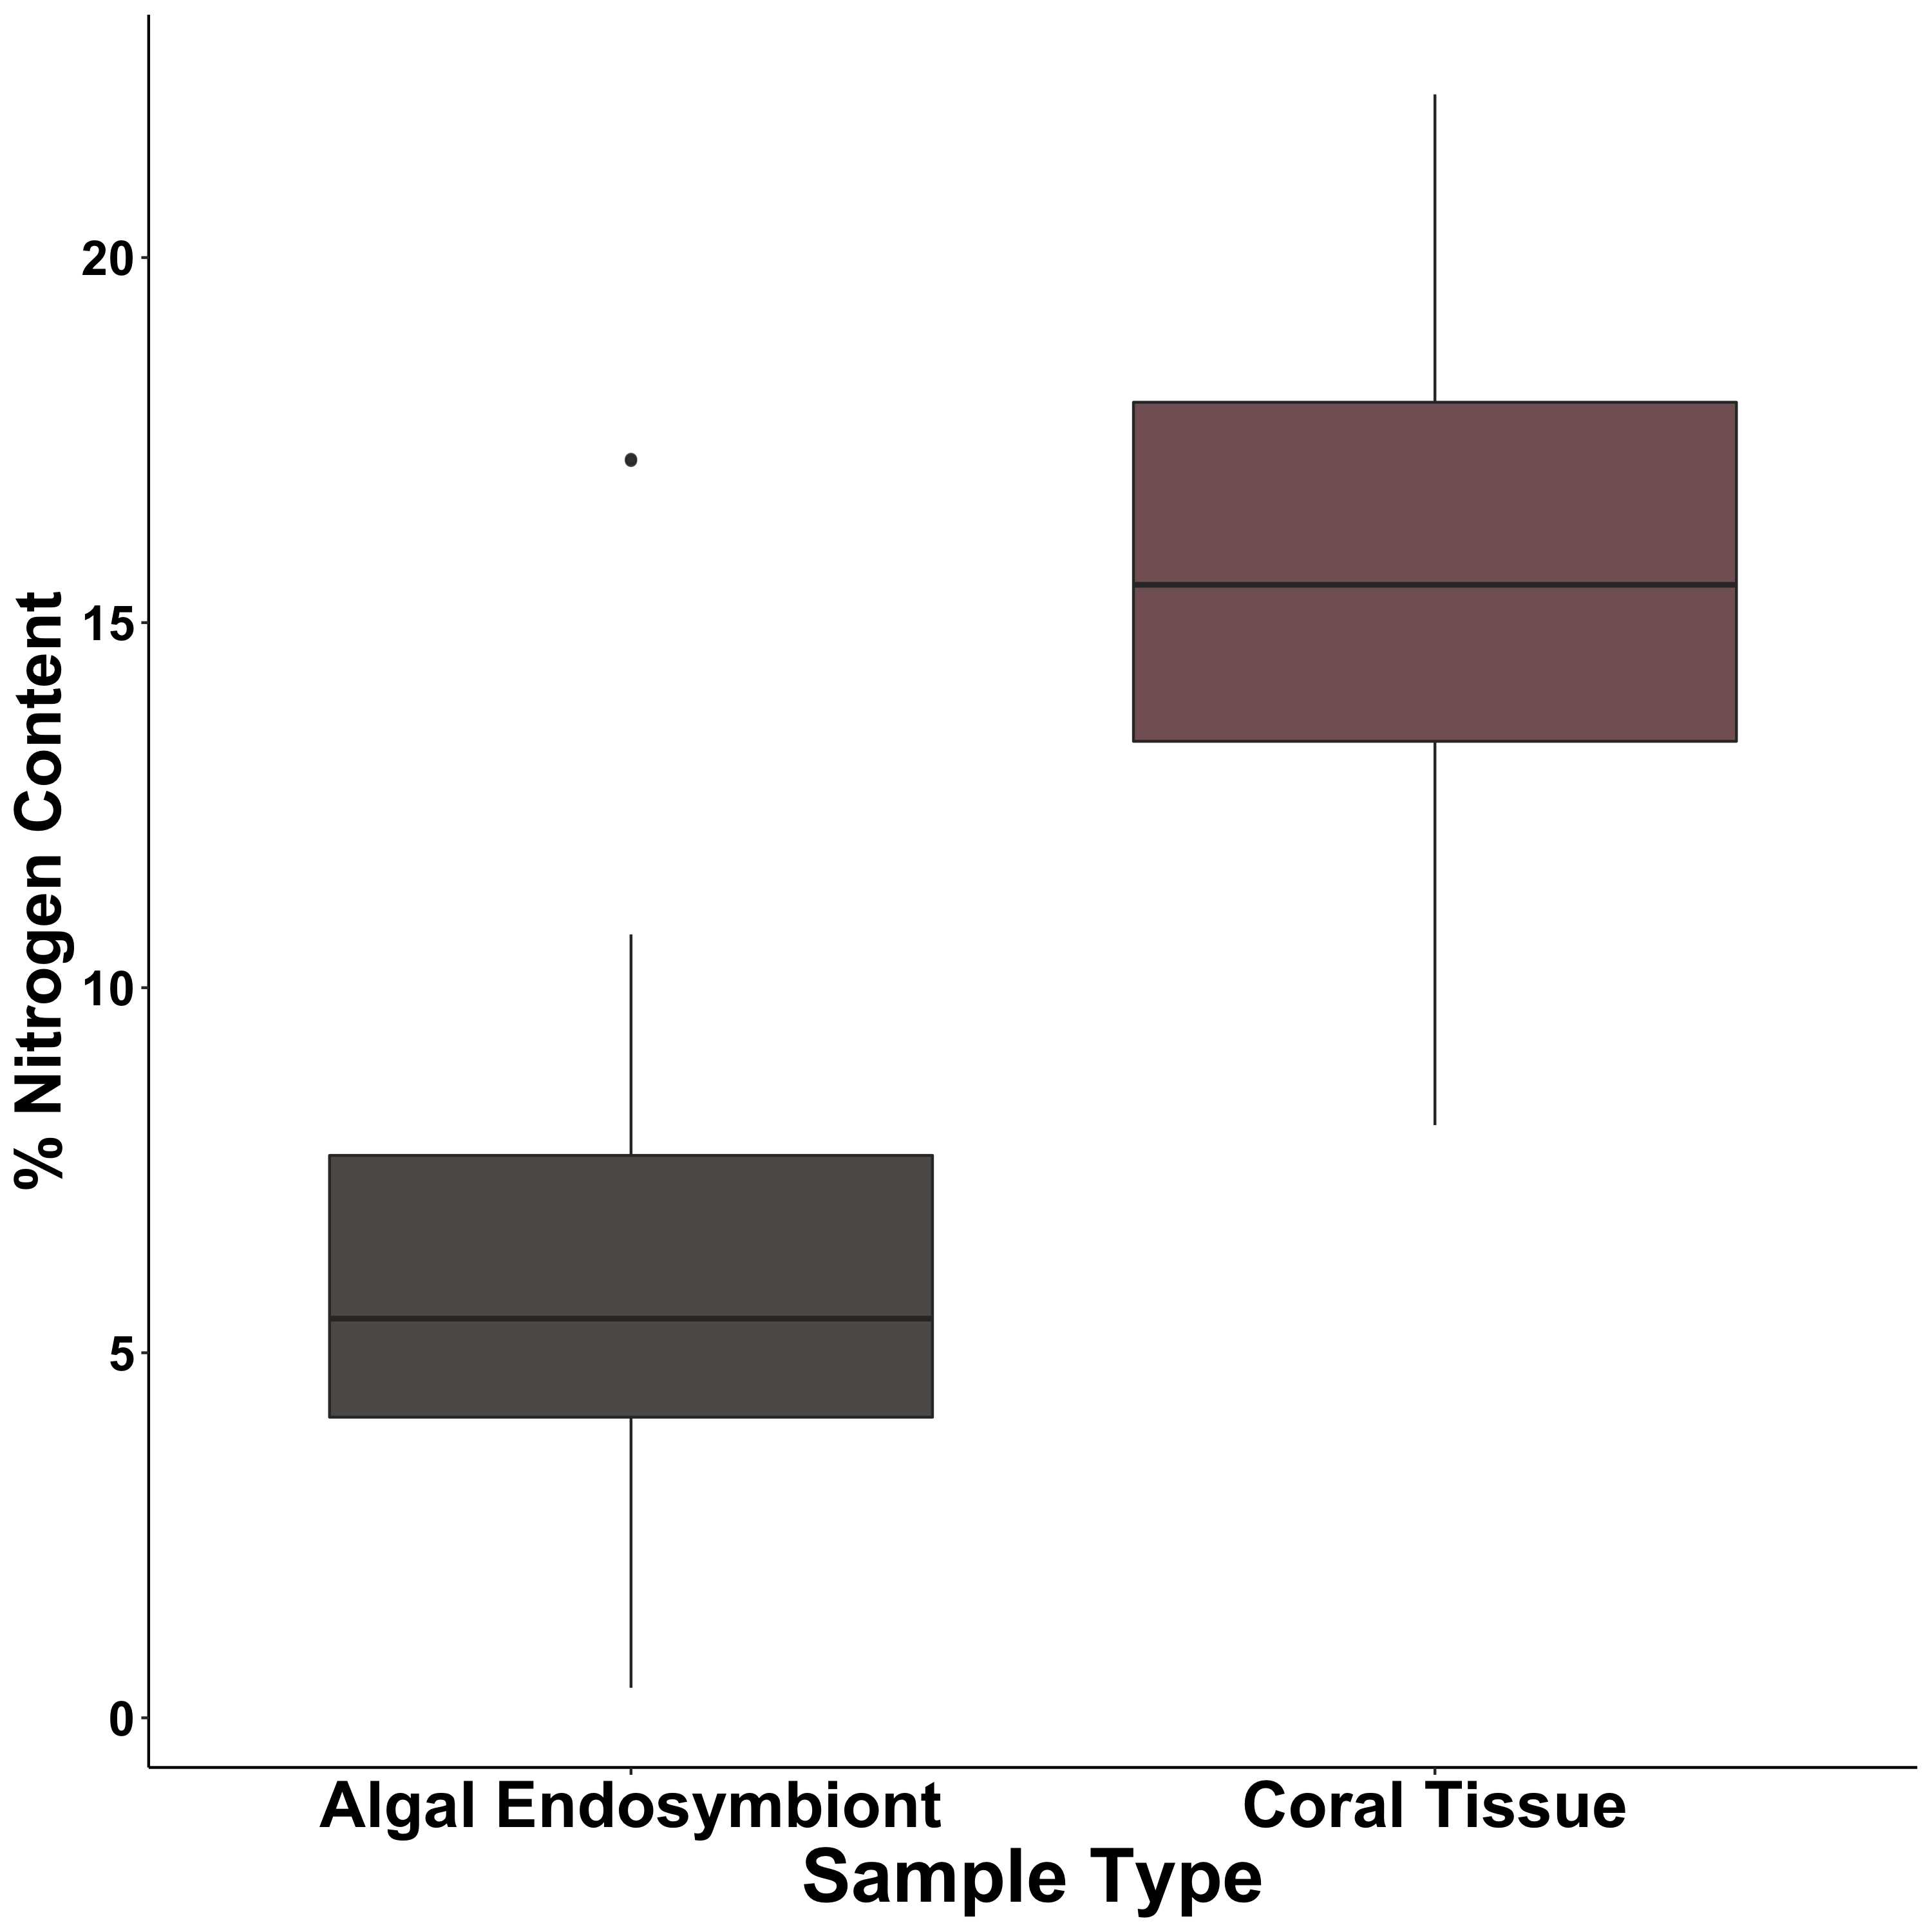 % Nitrogen Content
20
15
10
5
0
Algal Endosymbiont
Coral Tissue
Sample Type